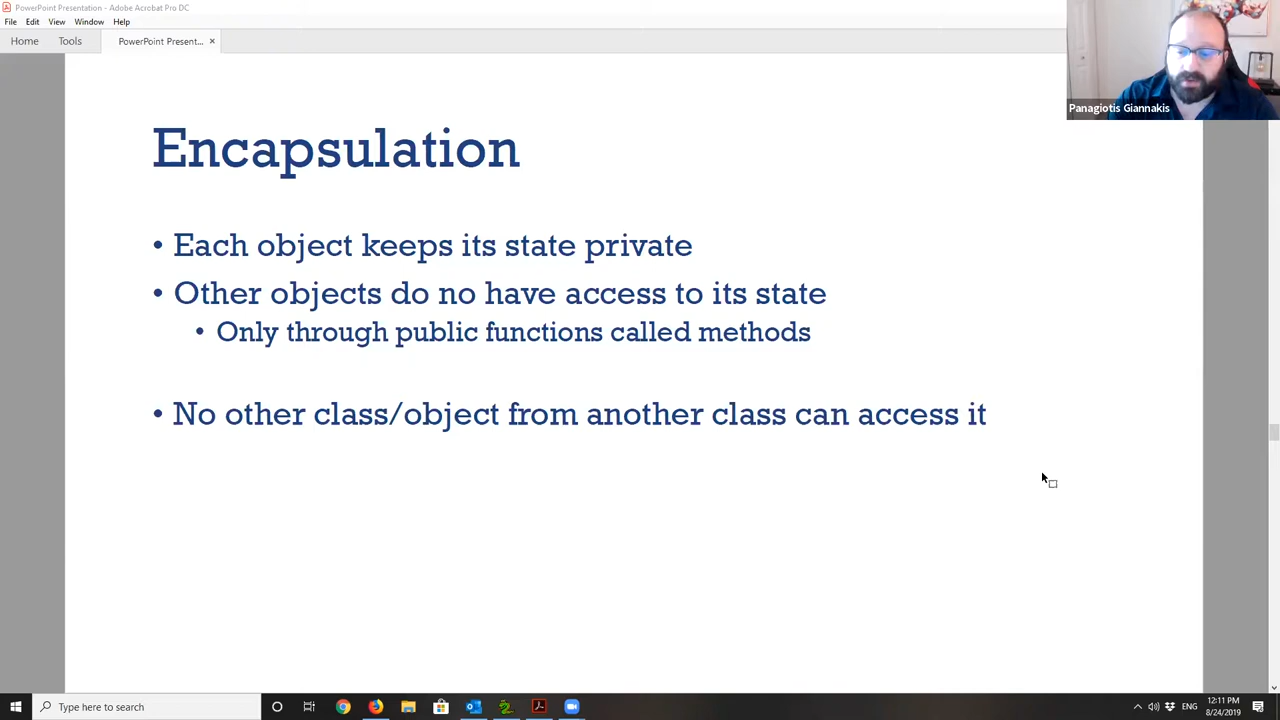 PowerPoint Presentation - Adobe Acrobat Pro DC
File Edit View Window Help
Home Tools PowerPoint Present... ×
Panagiotis Giannakis
Encapsulation
• Each object keeps its state private
• Other objects do no have access to its state
• Only through public functions called methods
• No other class/object from another class can access it
Type here to search
ENG
12:11 PM
8/24/2019